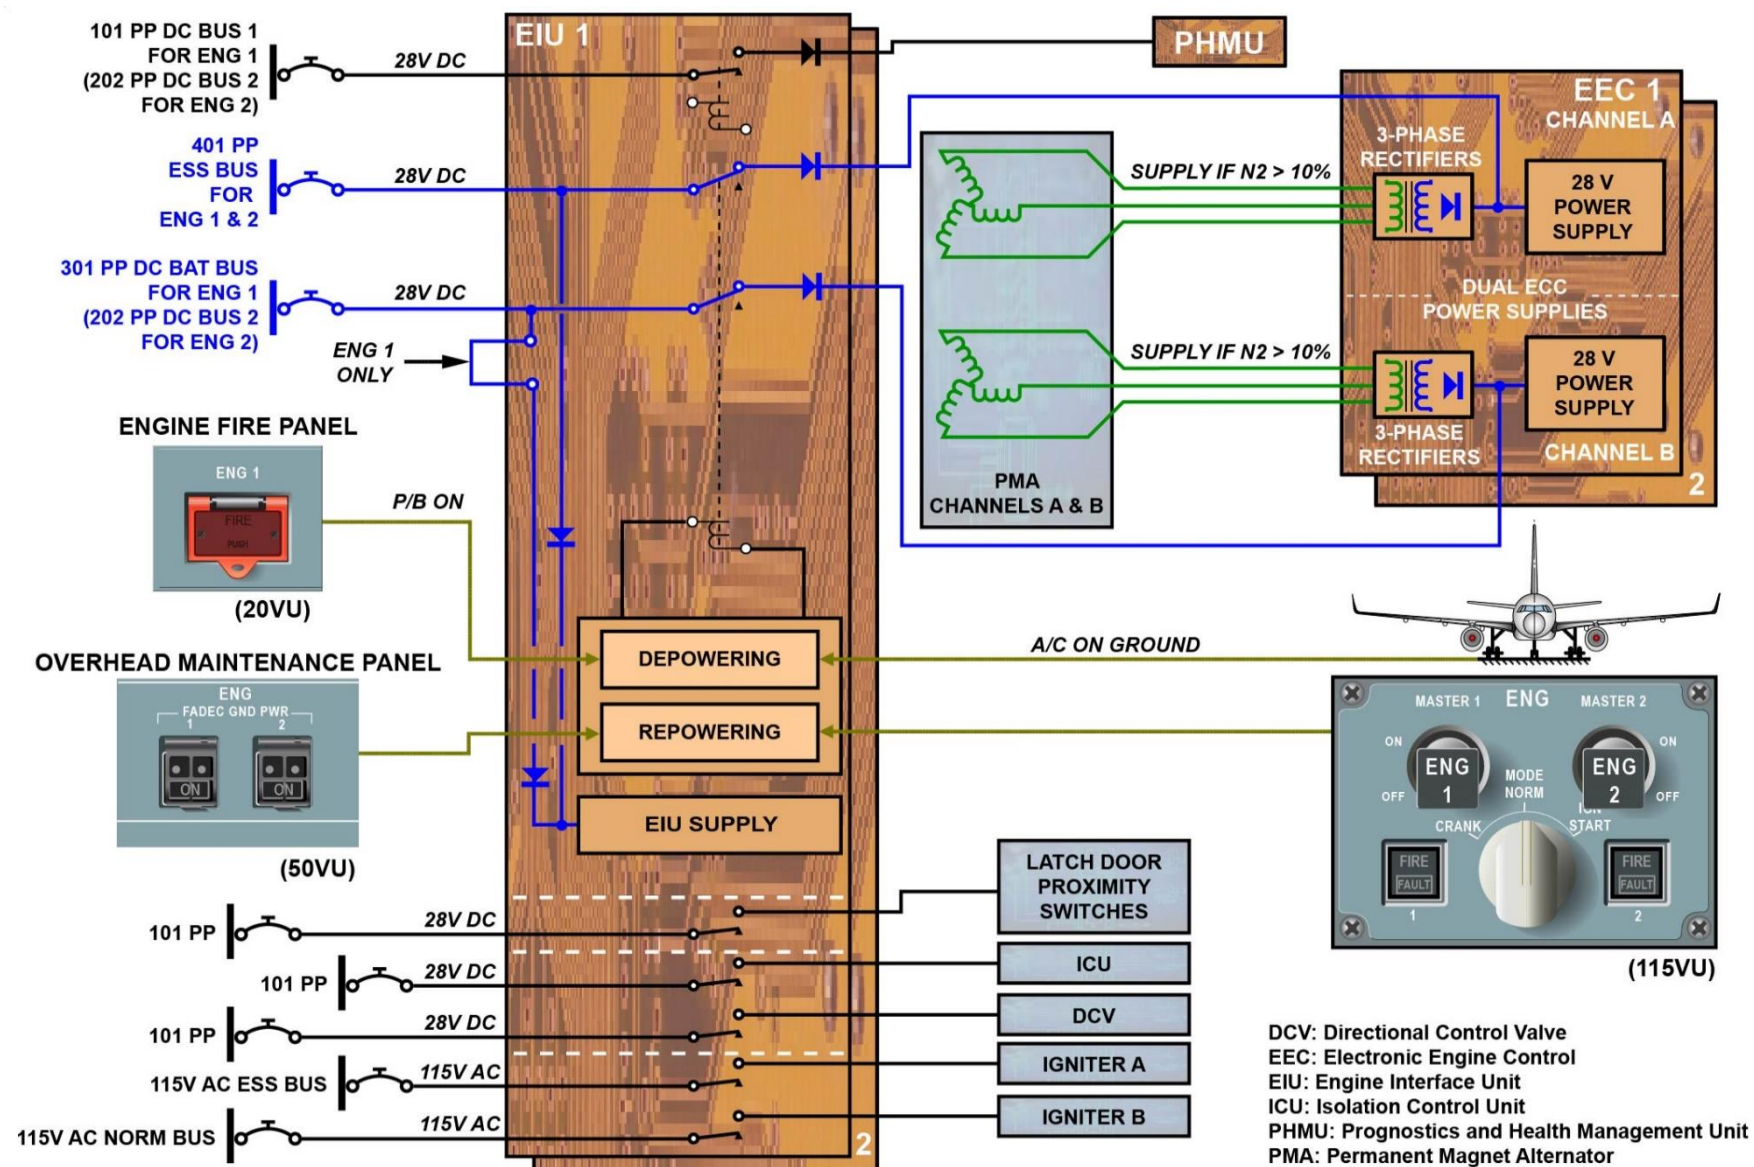 101 PP DC BUS 1
FOR ENG 1
(202 PP DC BUS 2
FOR ENG 2)
28V DC
EIU 1
PHMU
401 PP
ESS BUS
FOR
ENG 1 & 2
28V DC
301 PP DC BAT BUS
FOR ENG 1
(202 PP DC BUS 2
FOR ENG 2)
28V DC
ENG 1
ONLY
EEC 1
CHANNEL A
3-PHASE
RECTIFIERS
SUPPLY IF N2 > 10%
28 V
POWER
SUPPLY
DUAL ECC
POWER SUPPLIES
SUPPLY IF N2 > 10%
28 V
POWER
SUPPLY
3-PHASE
RECTIFIERS
CHANNEL B
2
PMA
CHANNELS A & B
ENGINE FIRE PANEL
ENG 1
FIRE
PUSH
P/B ON
(20VU)
OVERHEAD MAINTENANCE PANEL
ENG
FADEC GND PWR
1 2
ON ON
(50VU)
DEPOWERING
REPOWERING
EIU SUPPLY
A/C ON GROUND
MASTER 1 ENG MASTER 2
ON ON
ENG
1
ENG
2
OFF OFF
MODE
NORM
CRANK
IGN
START
FIRE
FAULT
1
FIRE
FAULT
2
(115VU)
101 PP
28V DC
LATCH DOOR
PROXIMITY
SWITCHES
101 PP
28V DC
ICU
101 PP
28V DC
DCV
115V AC ESS BUS
115V AC
IGNITER A
115V AC NORM BUS
115V AC
IGNITER B
2
DCV: Directional Control Valve
EEC: Electronic Engine Control
EIU: Engine Interface Unit
ICU: Isolation Control Unit
PHMU: Prognostics and Health Management Unit
PMA: Permanent Magnet Alternator